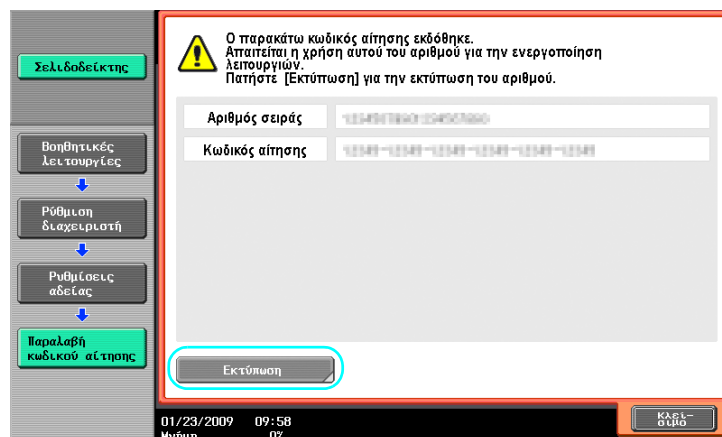 Σελιδοδείκτης
Βοηθητικές
λειτουργίες
Ρύθμιση
διαχειριστή
Ρυθμίσεις
αδείας
Παραλαβή
κωδικού αίτησης
Ο παρακάτω κωδικός αίτησης εκδόθηκε.
Απαιτείται η χρήση αυτού του αριθμού για την ενεργοποίηση
λειτουργιών.
Πατήστε [Εκτύπωση] για την εκτύπωση του αριθμού.
Αριθμός σειράς
Κωδικός αίτησης
Εκτύπωση
01/23/2009 09:58
Μνήμη 0%
Κλεί-
σιμο